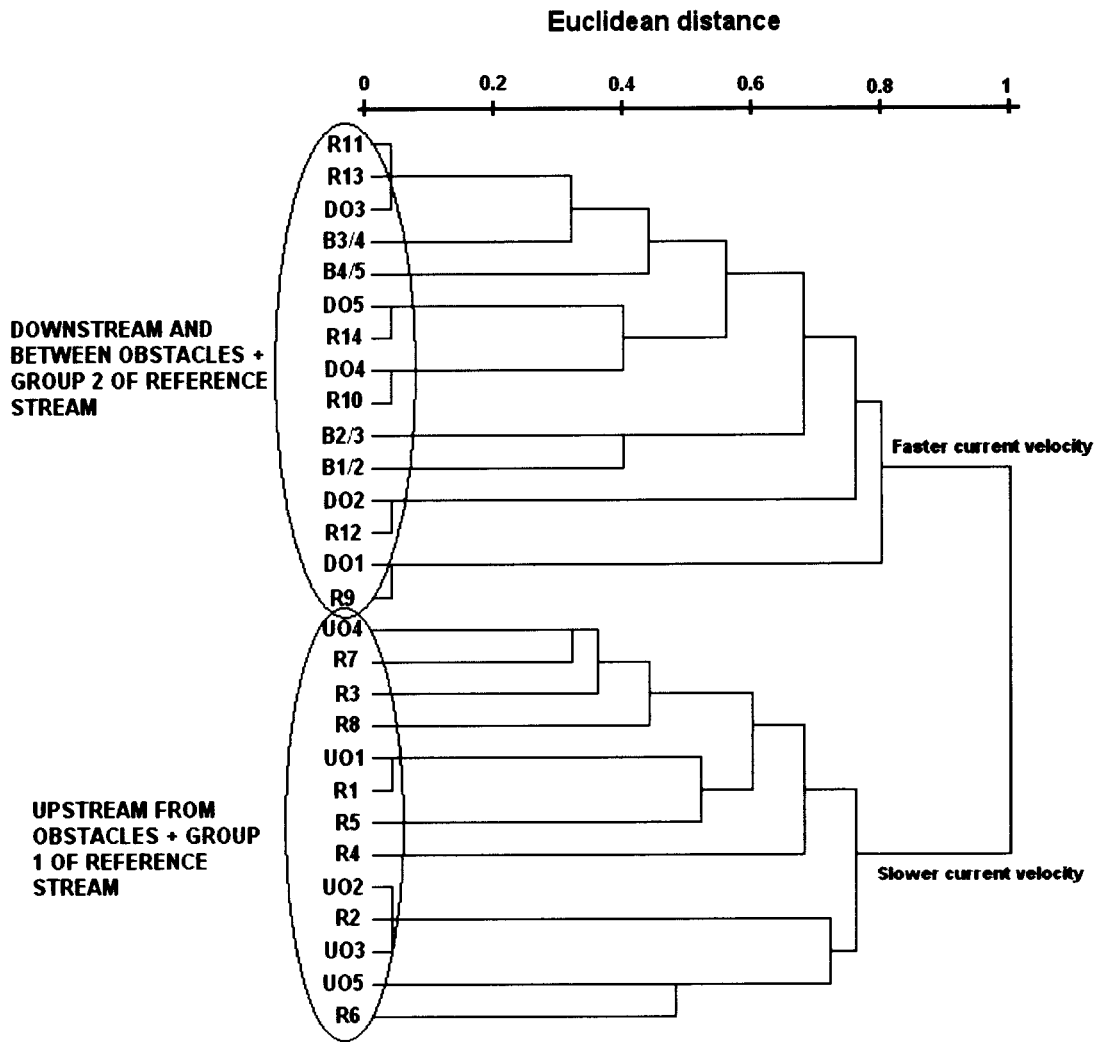 Euclidean distance
0 0.2 0.4 0.6 0.8 1
R11
R13
DO3
B3/4
B4/5
DO5
R14
DO4
R10
B2/3
B1/2
DO2
R12
DO1
R9
UO4
R7
R3
R8
UO1
R1
R5
R4
UO2
R2
UO3
UO5
R6
DOWNSTREAM AND
BETWEEN OBSTACLES +
GROUP 2 OF REFERENCE
STREAM
UPSTREAM FROM
OBSTACLES + GROUP
1 OF REFERENCE
STREAM
Faster current velocity
Slower current velocity